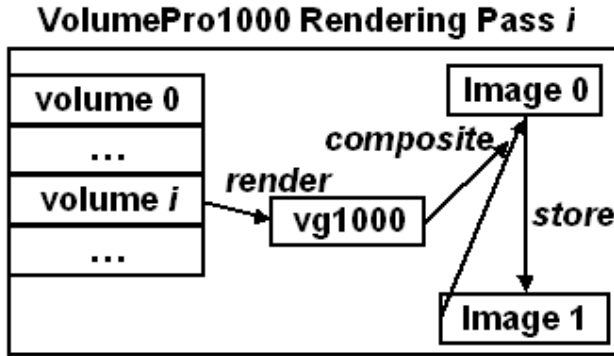 VolumePro1000 Rendering Pass i
volume 0
...
volume i
...
render
vg1000
composite
Image 0
store
Image 1